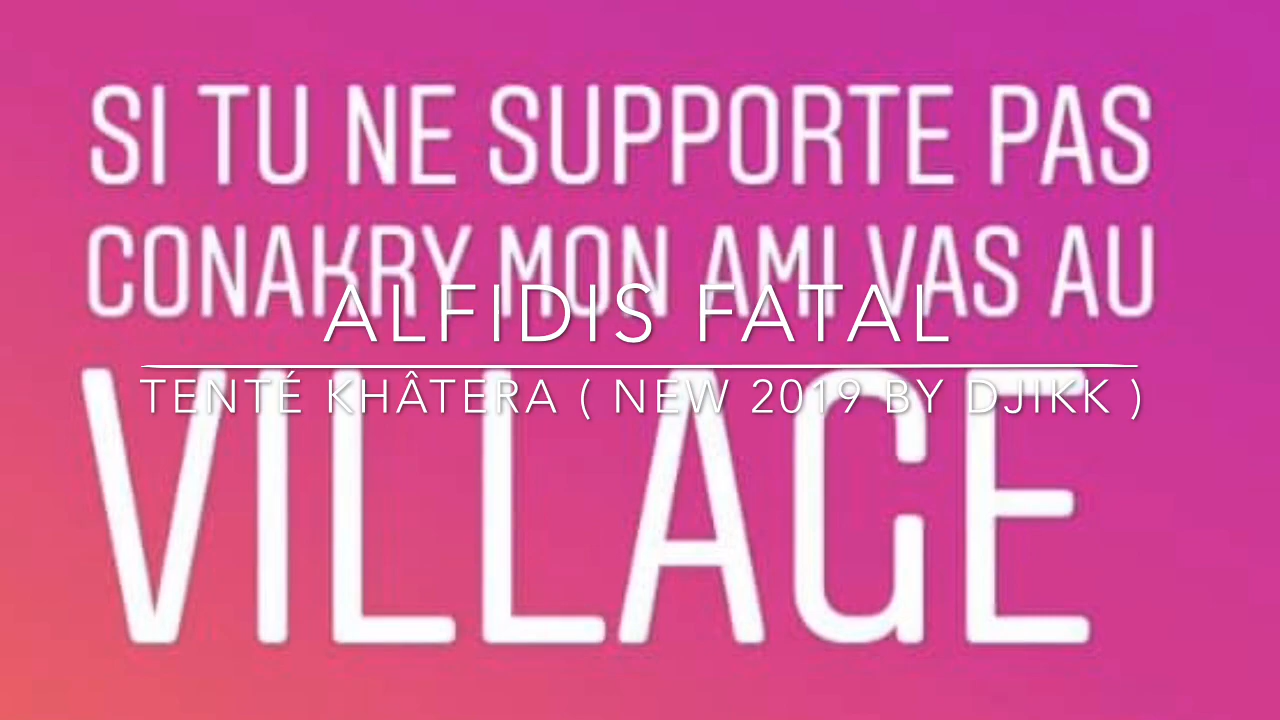 SI TU NE SUPPORTE PAS
CONAKRY MON AMI VAS AU
ALFIDIS FATAL
TENTÉ KHÂTERA ( NEW 2019 BY DJIKK )
VILLAGE